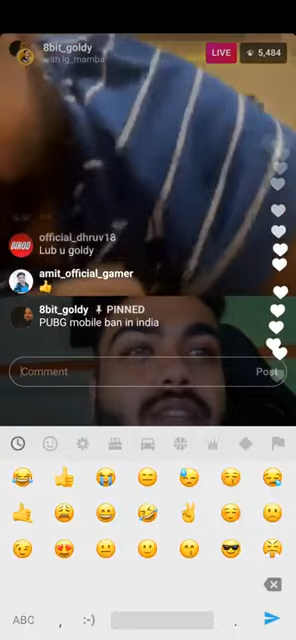 8bit_goldy
with ig_mamba
LIVE
5,484
BINOD
official_dhruv18
Lub u goldy
amit_official_gamer
8bit_goldy PINNED
PUBG mobile ban in india
Comment
Post
ABC , :-) .